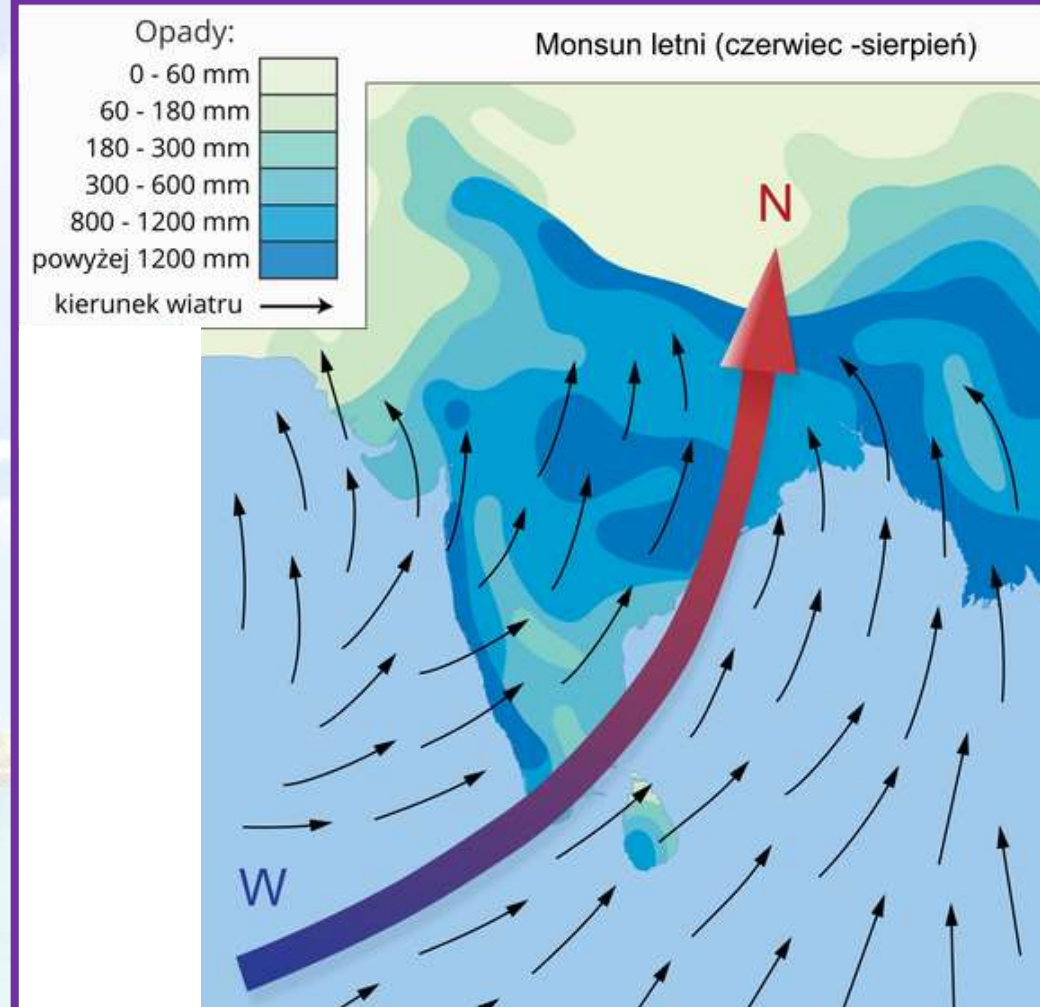 Opady:
0 - 60 mm
60 - 180 mm
180 - 300 mm
300 - 600 mm
800 - 1200 mm
powyżej 1200 mm
kierunek wiatru
Monsun letni (czerwiec -sierpień)
N
W